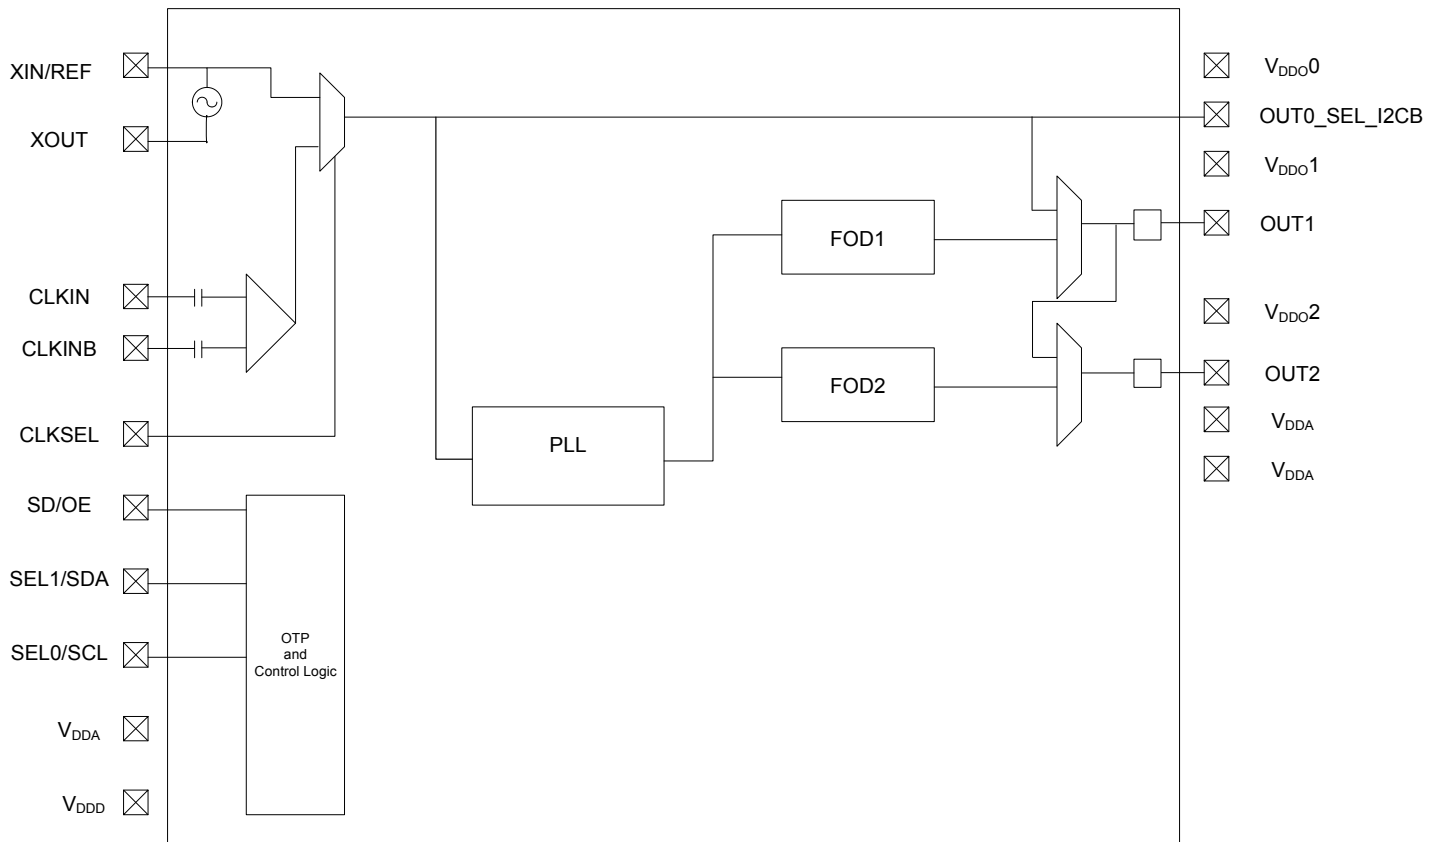 XIN/REF
XOUT
CLKIN
CLKINB
CLKSEL
SD/OE
SEL1/SDA
SEL0/SCL
VDDA
VDDD
OTP
and
Control Logic
PLL
FOD1
FOD2
VDDO0
OUT0_SEL_I2CB
VDDO1
OUT1
VDDO2
OUT2
VDDA
VDDA